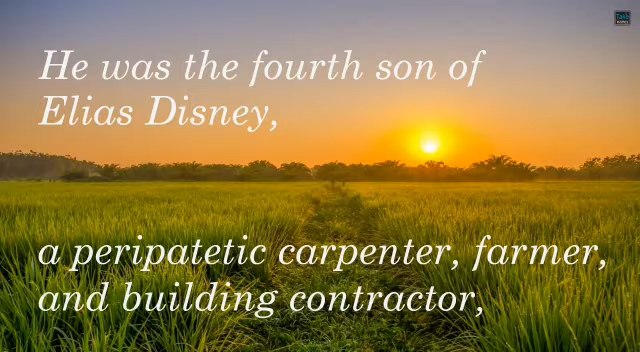 He was the fourth son of
Elias Disney,
a peripatetic carpenter, farmer,
and building contractor,